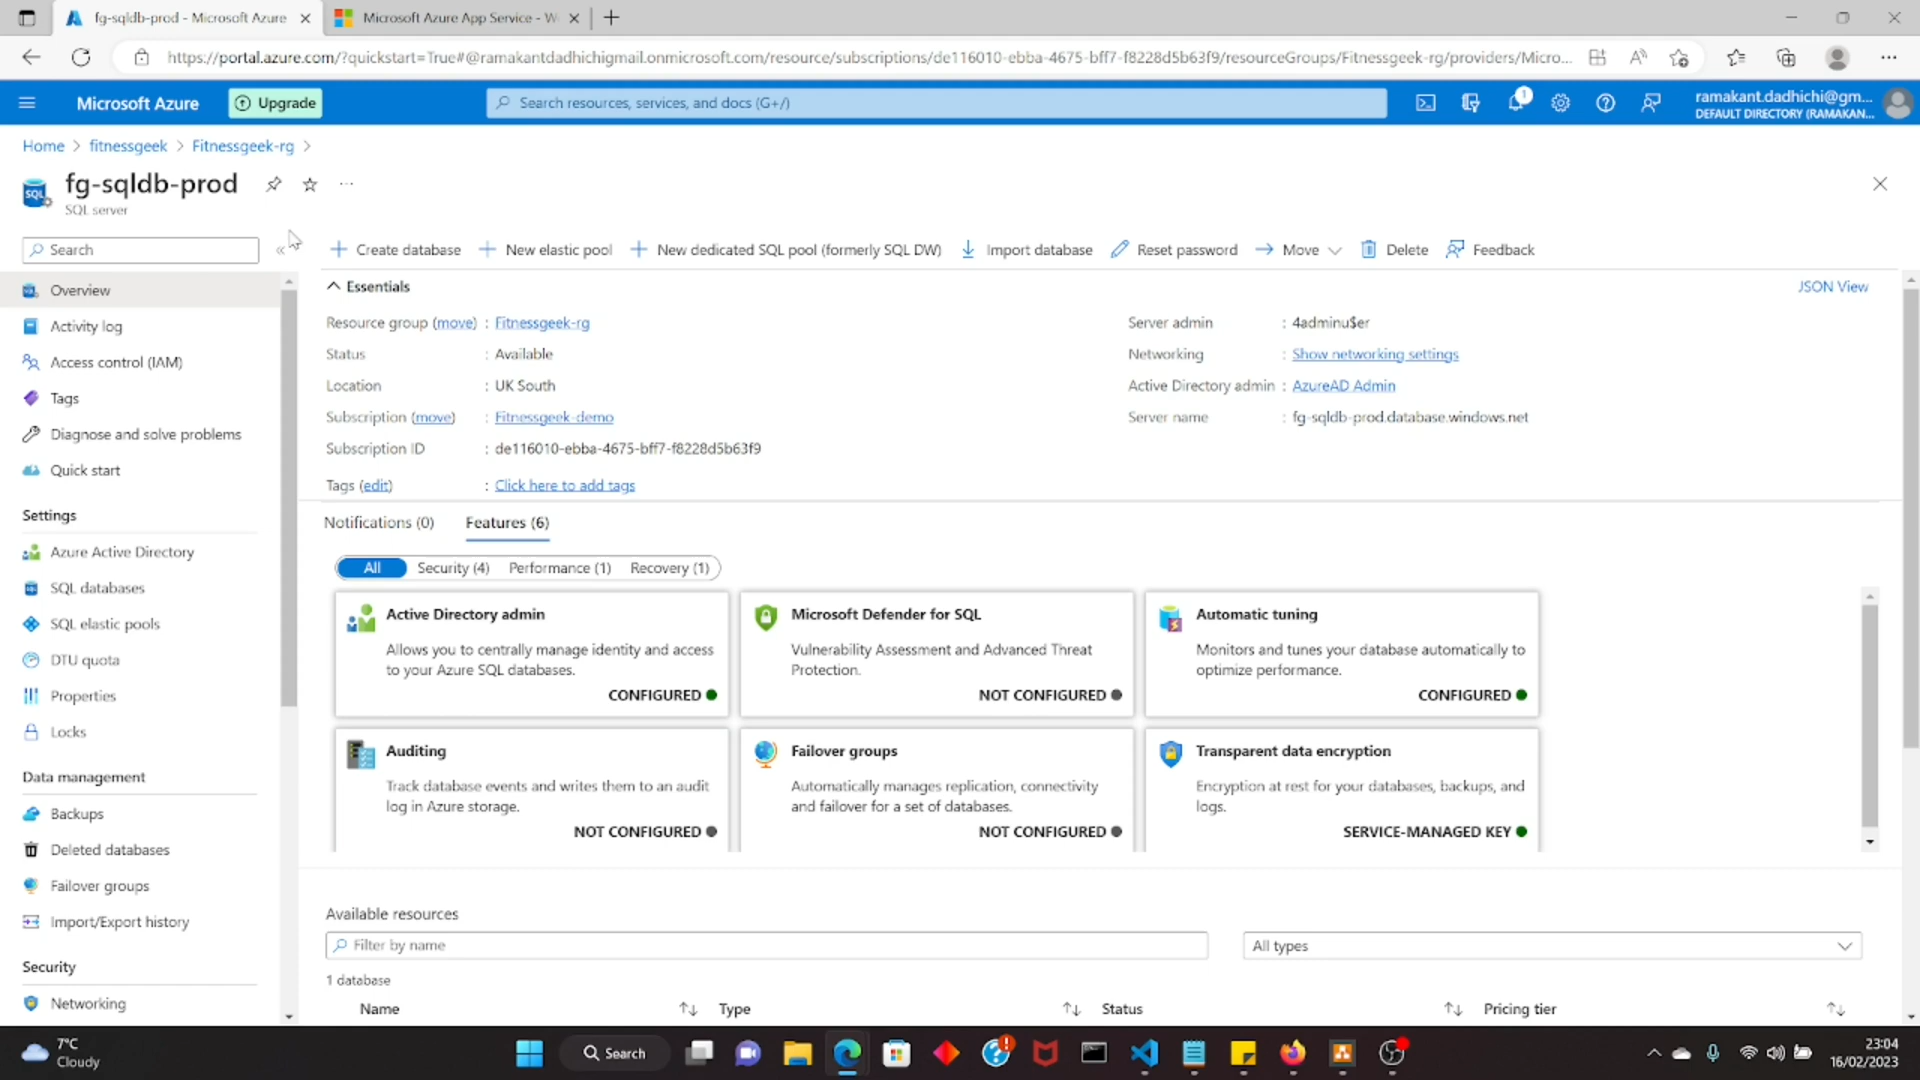 fg-sqldb-prod - Microsoft Azure
Microsoft Azure App Service - W
https://portal.azure.com/?quickstart=True#@ramakantdadhichigmail.onmicrosoft.com/resource/subscriptions/de116010-ebba-4675-bff7-f8228d5b63f9/resourceGroups/Fitnessgeek-rg/providers/Micro...
Microsoft Azure
Upgrade
Search resources, services, and docs (G+/)
1
ramakant.dadhichi@gm...
DEFAULT DIRECTORY (RAMAKAN...
Home > fitnessgeek > Fitnessgeek-rg >
fg-sqldb-prod
SQL server
Search
Create database
New elastic pool
New dedicated SQL pool (formerly SQL DW)
Import database
Reset password
Move
Delete
Feedback
Overview
Activity log
Access control (IAM)
Tags
Diagnose and solve problems
Quick start
Settings
Azure Active Directory
SQL databases
SQL elastic pools
DTU quota
Properties
Locks
Data management
Backups
Deleted databases
Failover groups
Import/Export history
Security
Networking
Essentials
JSON View
Resource group (move) : Fitnessgeek-rg
Status : Available
Location : UK South
Subscription (move) : Fitnessgeek-demo
Subscription ID : de116010-ebba-4675-bff7-f8228d5b63f9
Tags (edit) : Click here to add tags
Server admin : 4adminu$er
Networking : Show networking settings
Active Directory admin : AzureAD Admin
Server name : fg-sqldb-prod.database.windows.net
Notifications (0)
Features (6)
All
Security (4)
Performance (1)
Recovery (1)
Active Directory admin
Allows you to centrally manage identity and access
to your Azure SQL databases.
CONFIGURED
Microsoft Defender for SQL
Vulnerability Assessment and Advanced Threat
Protection.
NOT CONFIGURED
Automatic tuning
Monitors and tunes your database automatically to
optimize performance.
CONFIGURED
Auditing
Track database events and writes them to an audit
log in Azure storage.
NOT CONFIGURED
Failover groups
Automatically manages replication, connectivity
and failover for a set of databases.
NOT CONFIGURED
Transparent data encryption
Encryption at rest for your databases, backups, and
logs.
SERVICE-MANAGED KEY
Available resources
Filter by name
All types
1 database
Name
Type
Status
Pricing tier
7°C
Cloudy
Search
23:04
16/02/2023